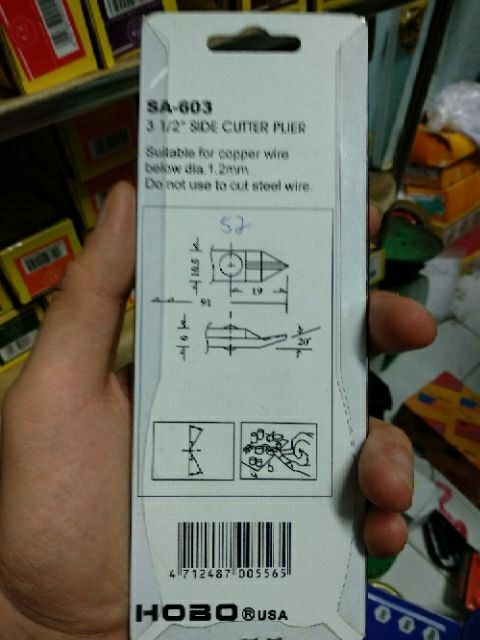 SA-603
3 1/2" SIDE CUTTER PLIER
Suitable for copper wire
below dia.1.2mm
Do not use to cut steel wire.
52
10.5
19
91
6
20°
4 712487 005565
HOBO ® USA